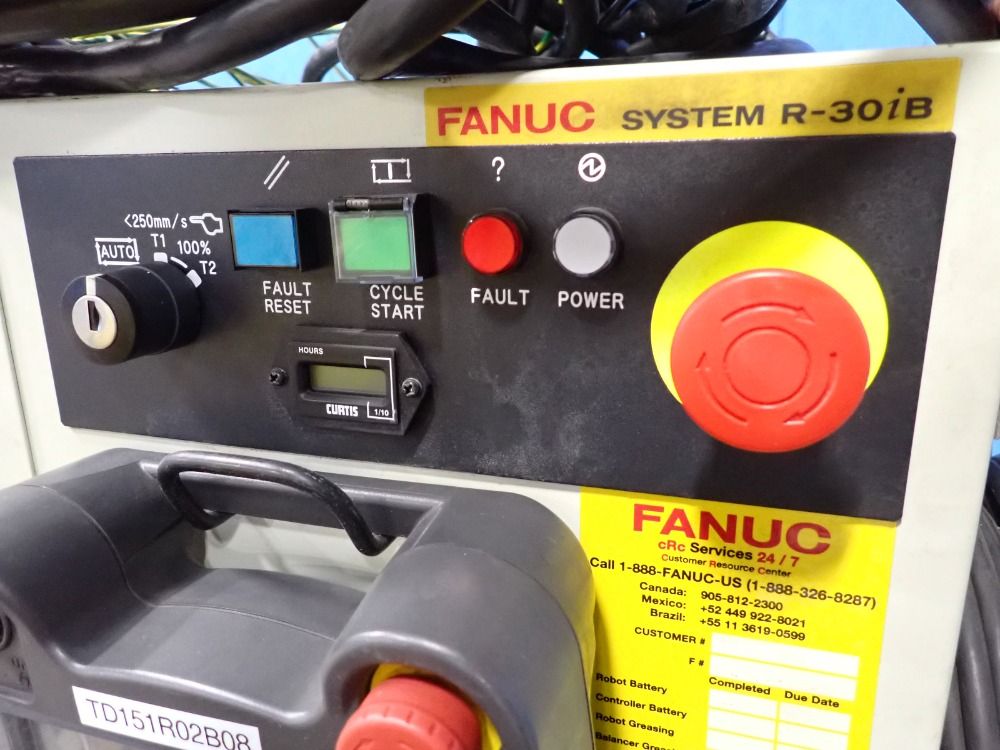 FANUC SYSTEM R-30iB
?
<250mm/s
AUTO
T1 100%
T2
FAULT RESET
CYCLE START
FAULT
POWER
HOURS
CURTIS
1/10
FANUC
cRc Services 24 / 7
Customer Resource Center
Call 1-888-FANUC-US (1-888-326-8287)
Canada: 905-812-2300
Mexico: +52 449 922-8021
Brazil: +55 11 3619-0599
CUSTOMER #
F #
Completed Due Date
Robot Battery
Controller Battery
Robot Greasing
Balancer
TD151R02B08